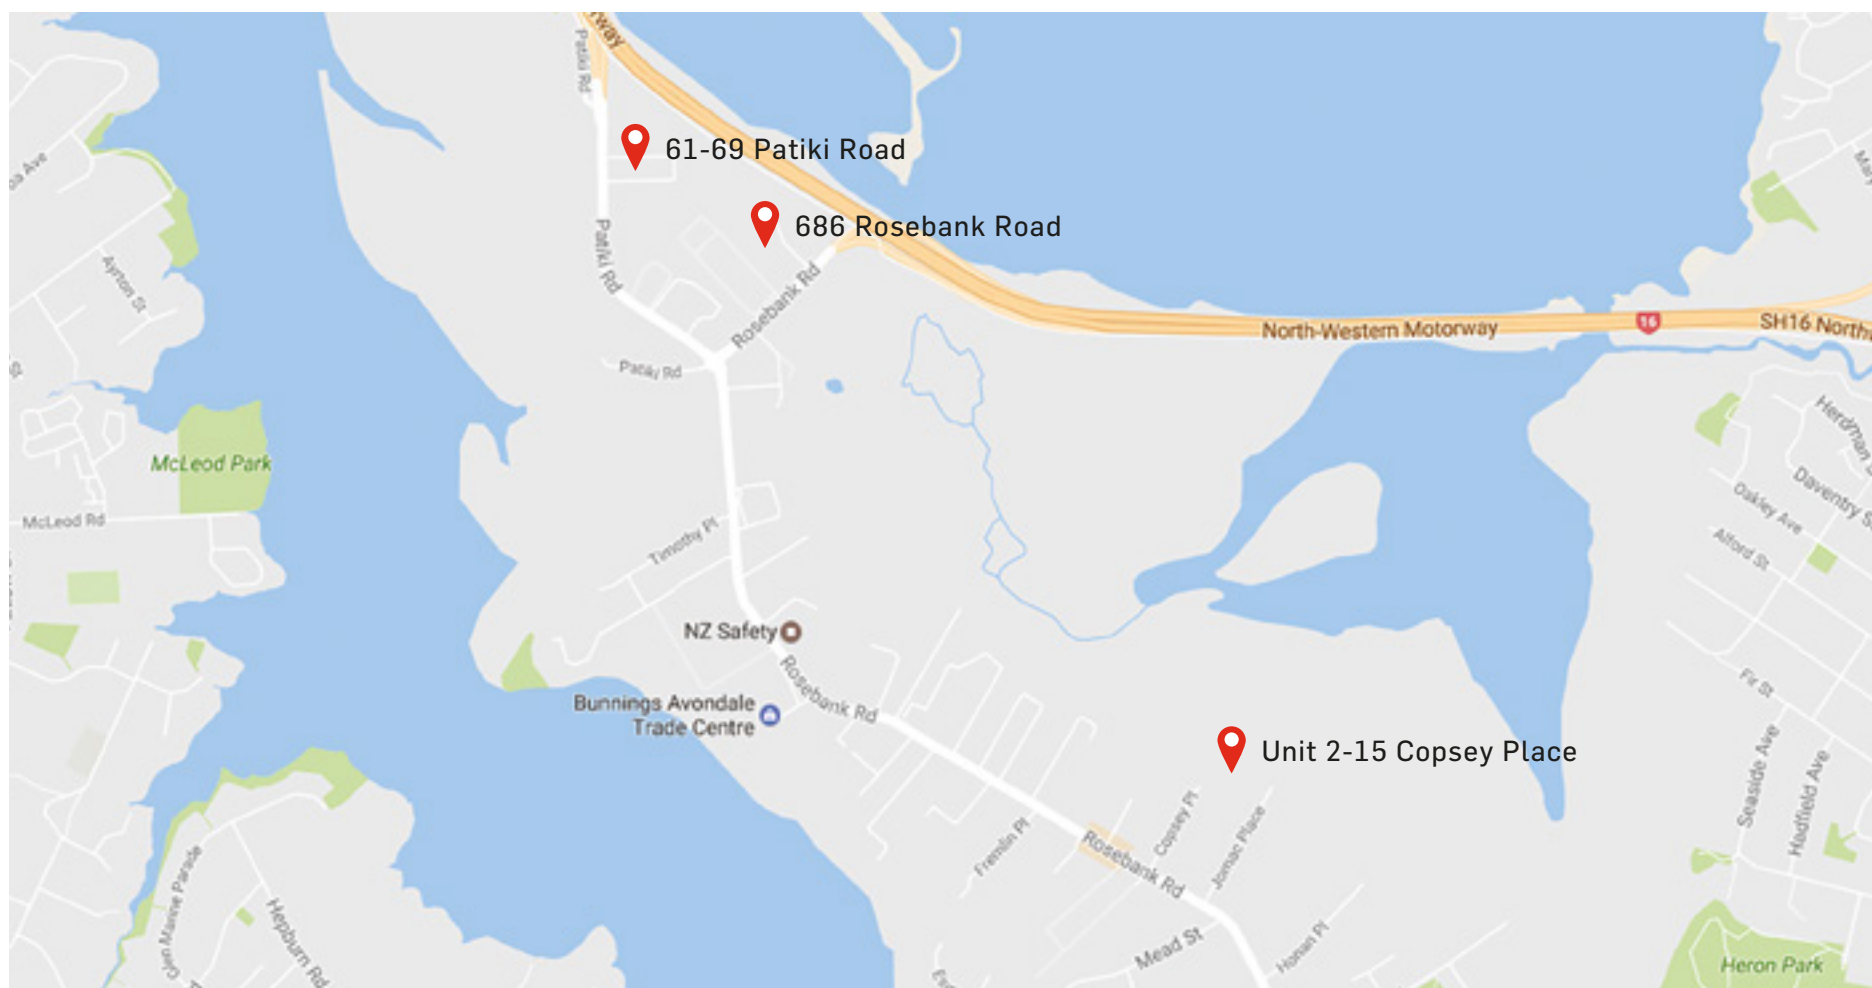 rway
Patiki Rd
61-69 Patiki Road
686 Rosebank Road
Patiki Rd
Rosebank Rd
Ayrton St
North-Western Motorway
16
SH16 North
Patiki Rd
McLeod Park
McLeod Rd
Herdman
Daventry S
Oakley Ave
Alford St
Timothy Pl
NZ Safety
Rosebank Rd
Bunnings Avondale
Trade Centre
Fir St
Unit 2-15 Copsey Place
Seaside Ave
Hadfield Ave
Fremlin Pl
Copsey Pl
Jomac Place
Rosebank Rd
Glen Marine Parade
Hepburn Rd
Mead St
Honan Pl
Heron Park